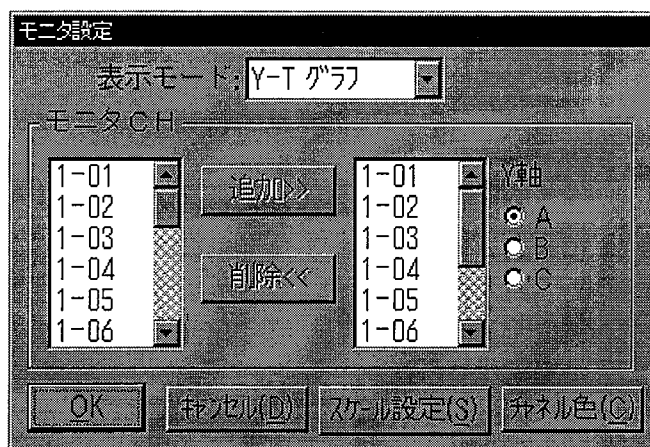 モニタ設定
表示モード: Y-T グラフ
モニタCH
1-01
1-02
1-03
1-04
1-05
1-06
追加>>
削除<<
1-01
1-02
1-03
1-04
1-05
1-06
Y軸
A
B
C
OK キャンセル(D) スケール設定(S) チャネル色(C)